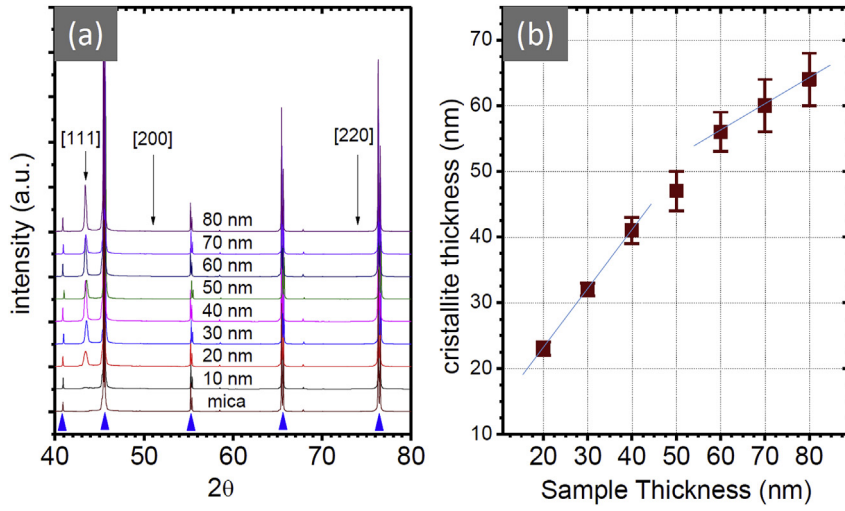 (a)
[111]
[200]
[220]
80 nm
70 nm
60 nm
50 nm
40 nm
30 nm
20 nm
10 nm
mica
intensity (a.u.)
40 50 60 70 80
2θ
(b)
70
60
50
40
30
20
10
cristallite thickness (nm)
20 30 40 50 60 70 80
Sample Thickness (nm)